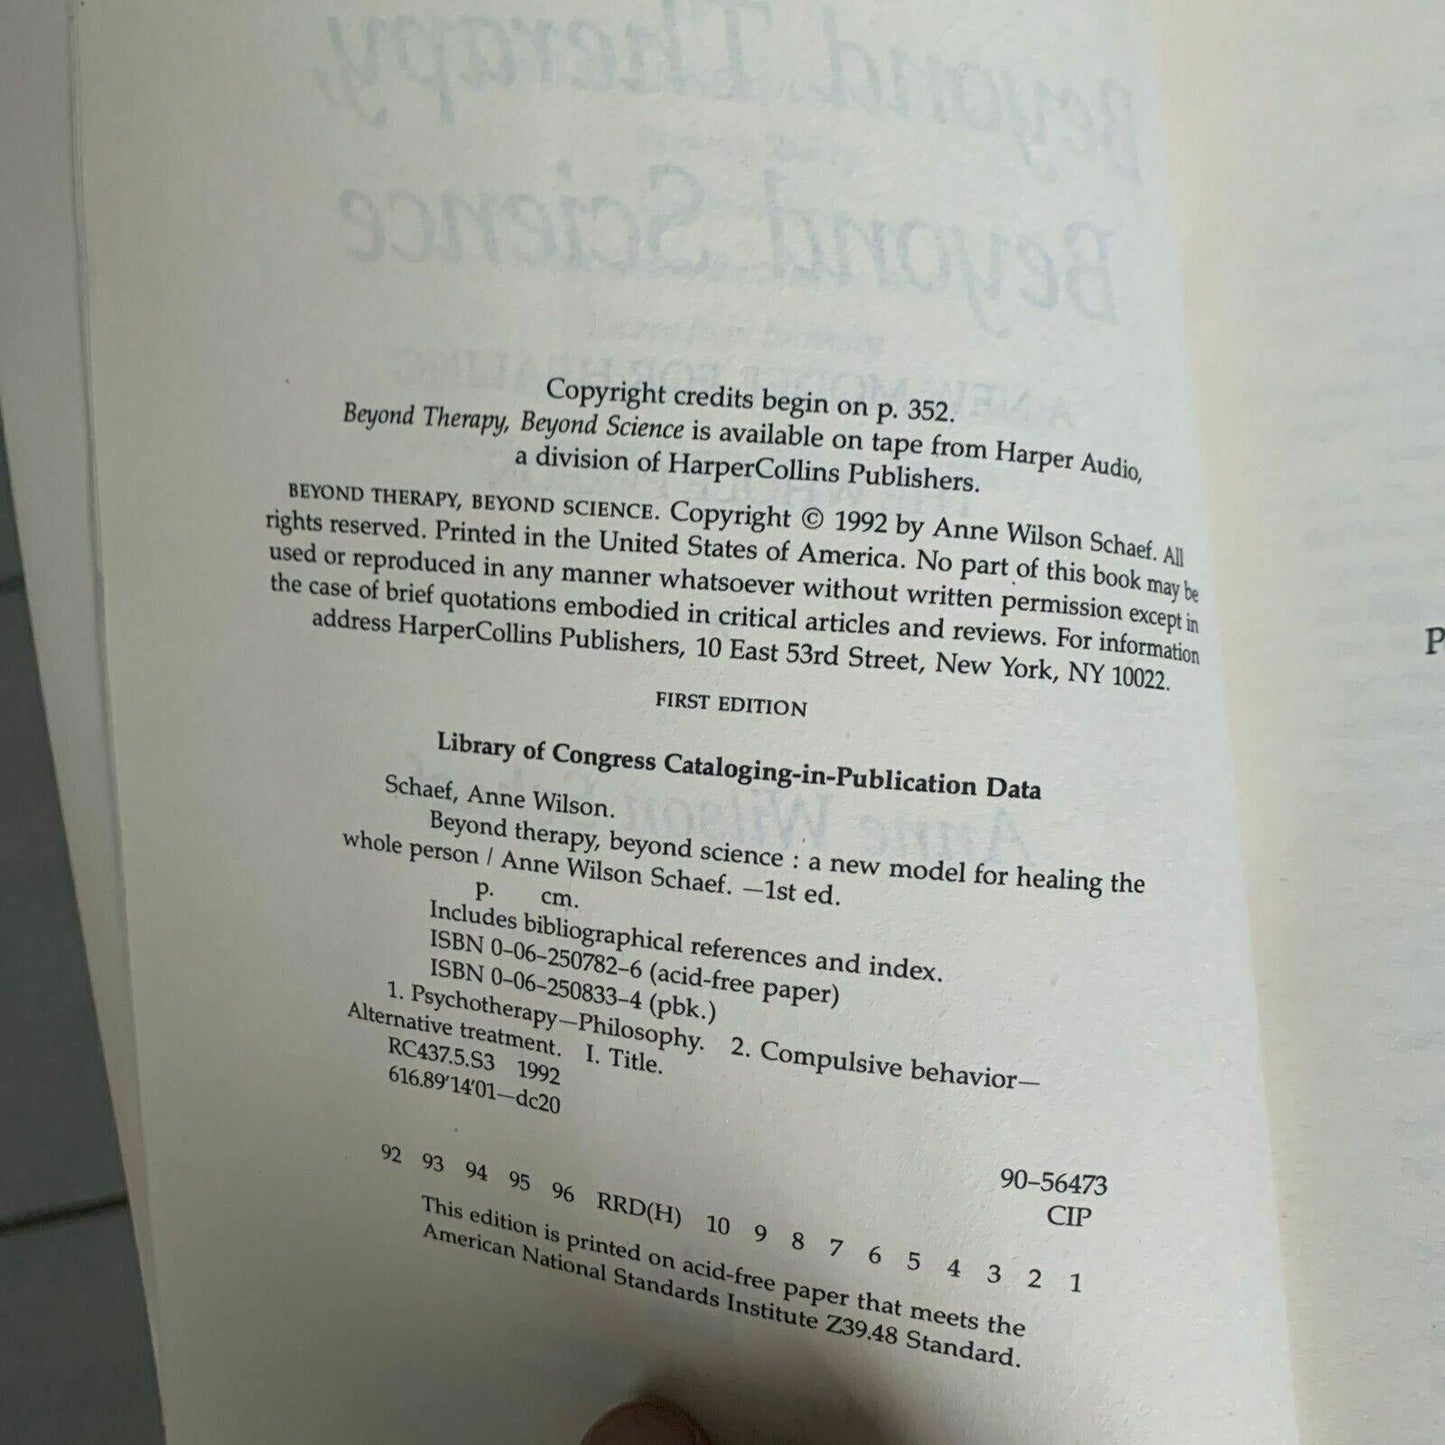 Copyright credits begin on p. 352.
Beyond Therapy, Beyond Science is available on tape from Harper Audio,
a division of HarperCollins Publishers.
BEYOND THERAPY, BEYOND SCIENCE. Copyright © 1992 by Anne Wilson Schaef. All
rights reserved. Printed in the United States of America. No part of this book may be
used or reproduced in any manner whatsoever without written permission except in
the case of brief quotations embodied in critical articles and reviews. For information
address HarperCollins Publishers, 10 East 53rd Street, New York, NY 10022.
FIRST EDITION
Library of Congress Cataloging-in-Publication Data
Schaef, Anne Wilson.
Beyond therapy, beyond science : a new model for healing the
whole person / Anne Wilson Schaef. —1st ed.
p. cm.
Includes bibliographical references and index.
ISBN 0–06–250782–6 (acid-free paper)
ISBN 0–06–250833–4 (pbk.)
1. Psychotherapy—Philosophy. 2. Compulsive behavior—
Alternative treatment. I. Title.
RC437.5.S3 1992
616.89'14'01—dc20
90–56473
CIP
92 93 94 95 96 RRD(H) 10 9 8 7 6 5 4 3 2 1
This edition is printed on acid-free paper that meets the
American National Standards Institute Z39.48 Standard.